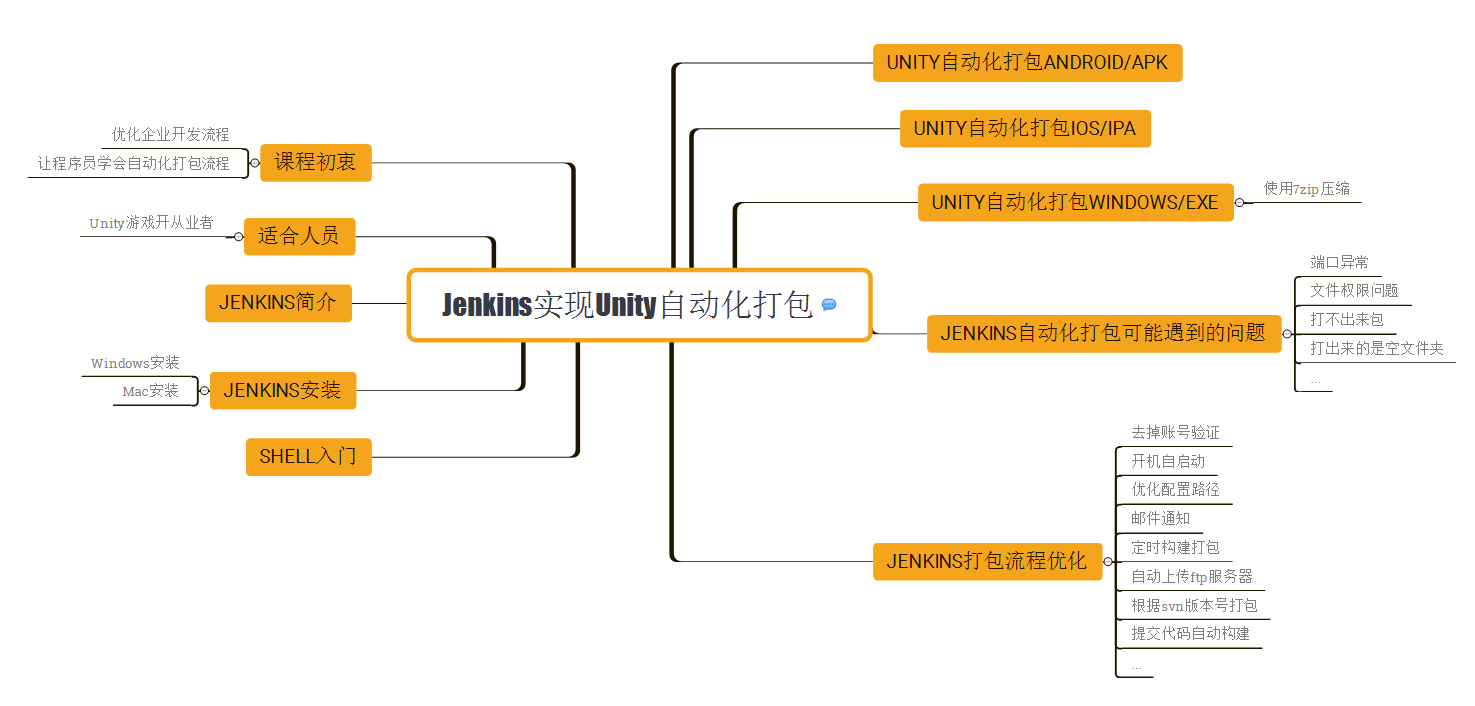 Jenkins实现Unity自动化打包
课程初衷
优化企业开发流程
让程序员学会自动化打包流程
适合人员
Unity游戏开从业者
JENKINS简介
JENKINS安装
Windows安装
Mac安装
SHELL入门
UNITY自动化打包ANDROID/APK
UNITY自动化打包IOS/IPA
UNITY自动化打包WINDOWS/EXE
使用7zip压缩
JENKINS自动化打包可能遇到的问题
端口异常
文件权限问题
打不出来包
打出来的是空文件夹
...
JENKINS打包流程优化
去掉账号验证
开机自启动
优化配置路径
邮件通知
定时构建打包
自动上传ftp服务器
根据svn版本号打包
提交代码自动构建
...